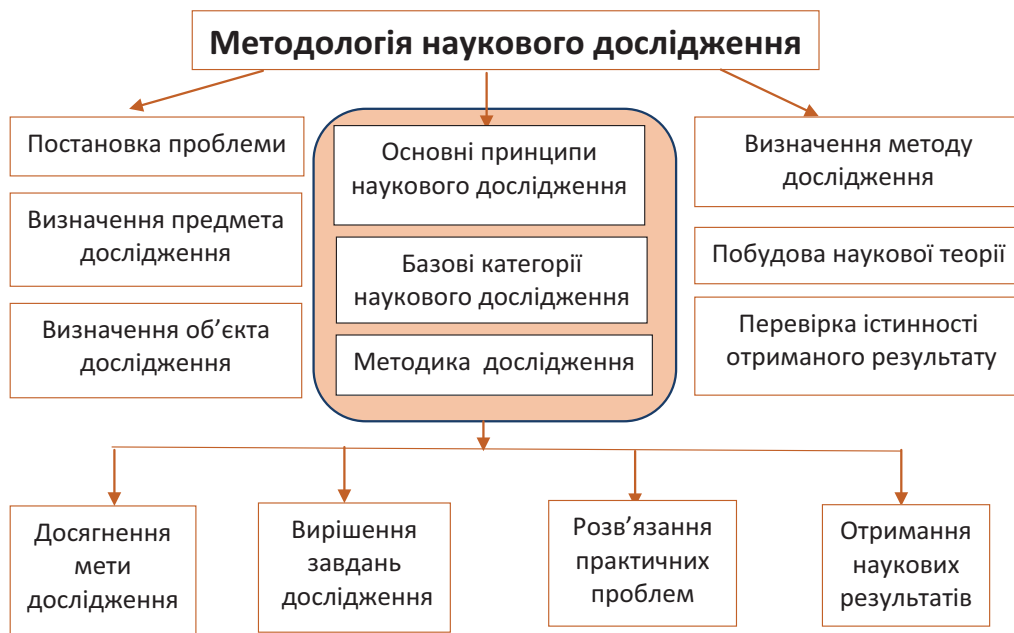 Методологія наукового дослідження
Постановка проблеми
Визначення предмета
дослідження
Визначення об’єкта
дослідження
Основні принципи
наукового дослідження
Базові категорії
наукового дослідження
Методика дослідження
Визначення методу
дослідження
Побудова наукової теорії
Перевірка істинності
отриманого результату
Досягнення
мети
дослідження
Вирішення
завдань
дослідження
Розв’язання
практичних
проблем
Отримання
наукових
результатів